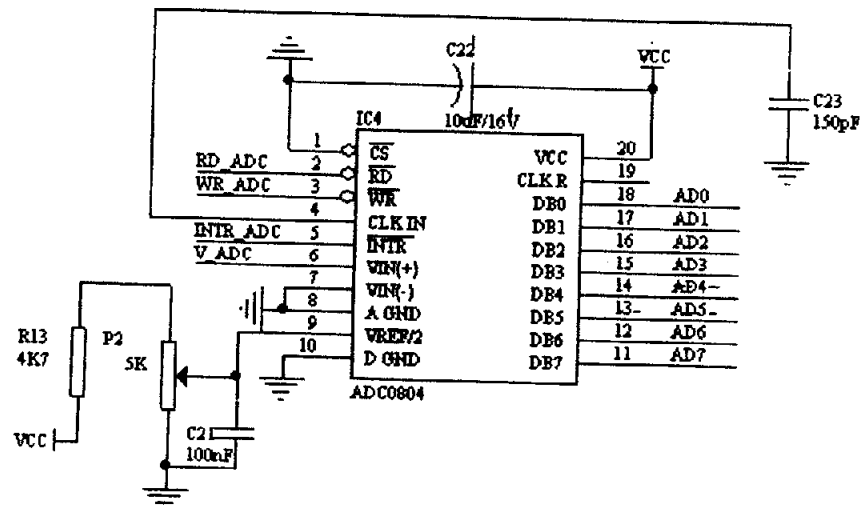 C22
10uF/16V
VCC
C23
150pF
IC4
1
CS
2
RD_ADC
RD
3
WR_ADC
WR
4
CLK IN
5
INTR_ADC
INTR
6
V_ADC
VIN(+)
7
VIN(-)
8
A GND
9
VREF/2
10
D GND
VCC
20
CLK R
19
DB0
18
AD0
DB1
17
AD1
DB2
16
AD2
DB3
15
AD3
DB4
14
AD4
DB5
13
AD5
DB6
12
AD6
DB7
11
AD7
ADC0804
R13
4K7
P2
5K
VCC
C21
100nF